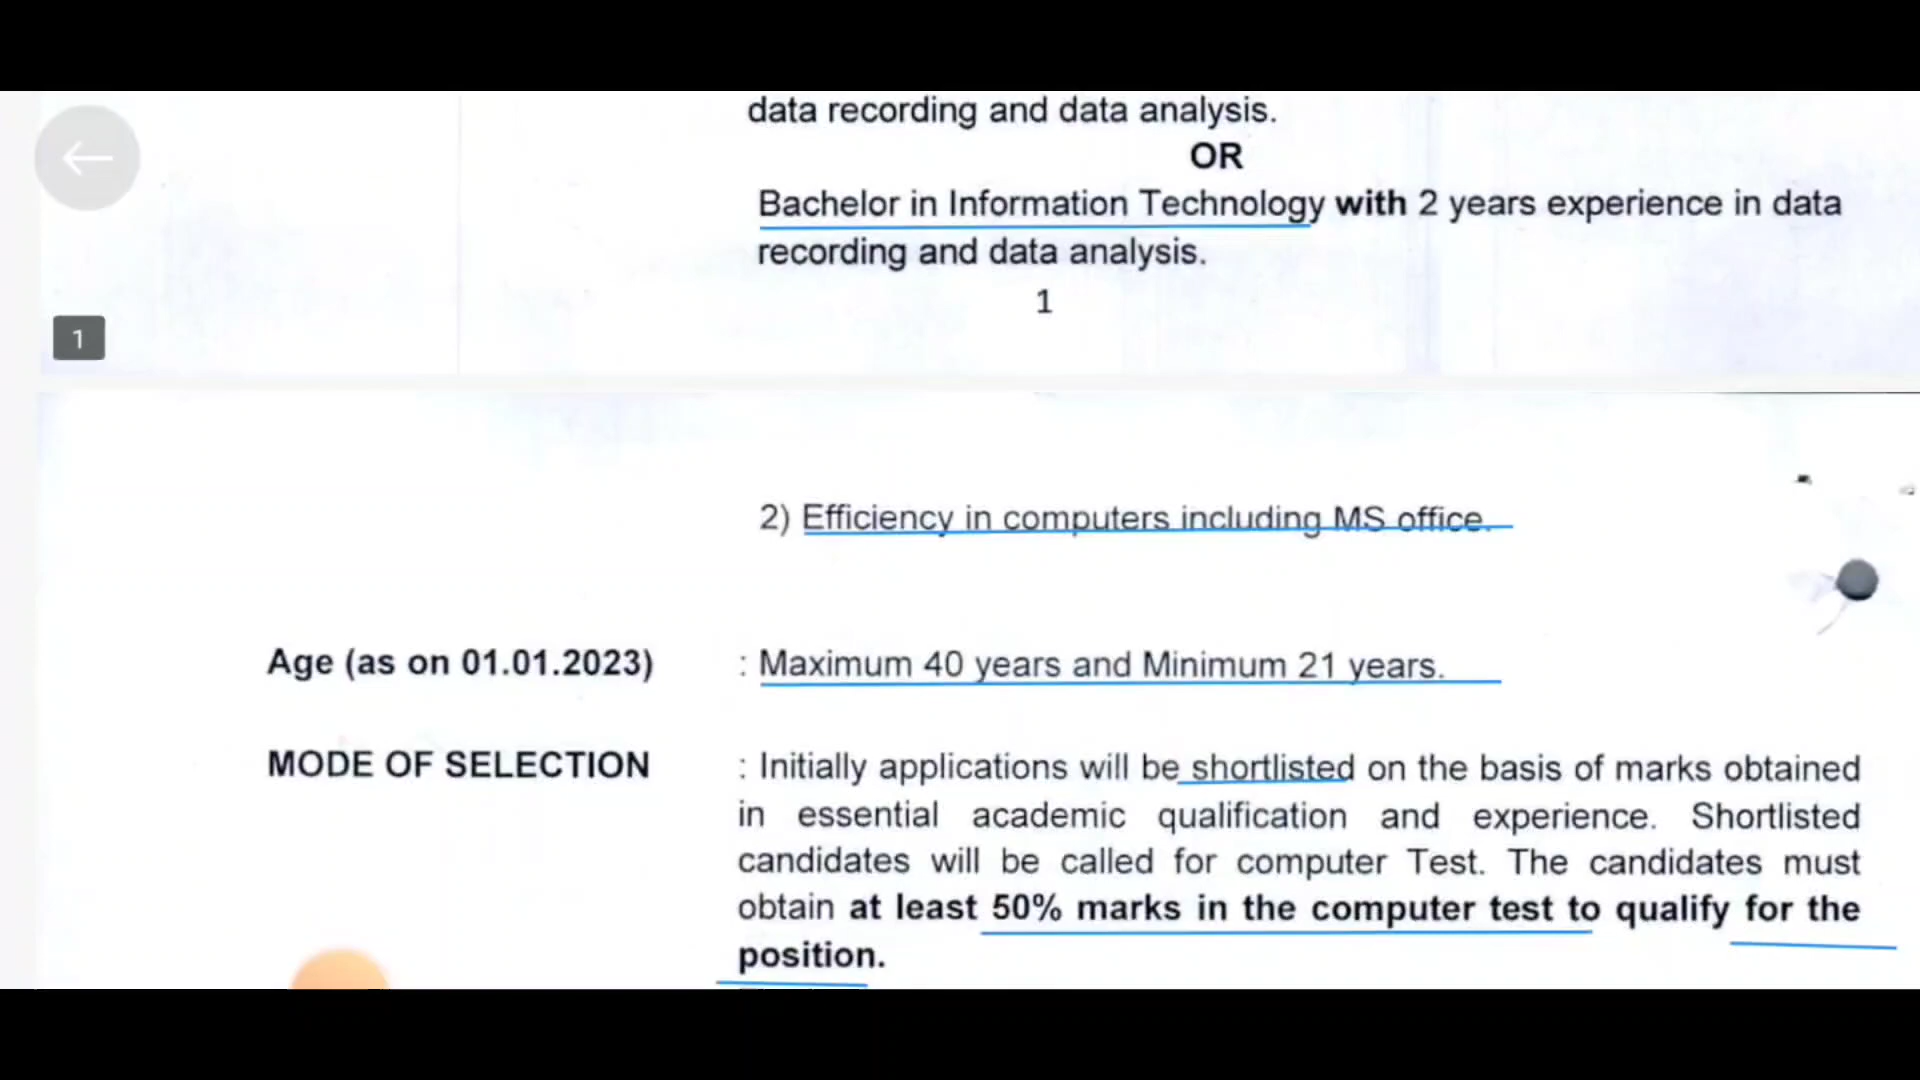 data recording and data analysis.
OR
Bachelor in Information Technology with 2 years experience in data
recording and data analysis.
1
1
2) Efficiency in computers including MS office.
Age (as on 01.01.2023) : Maximum 40 years and Minimum 21 years.
MODE OF SELECTION : Initially applications will be shortlisted on the basis of marks obtained
in essential academic qualification and experience. Shortlisted
candidates will be called for computer Test. The candidates must
obtain at least 50% marks in the computer test to qualify for the
position.